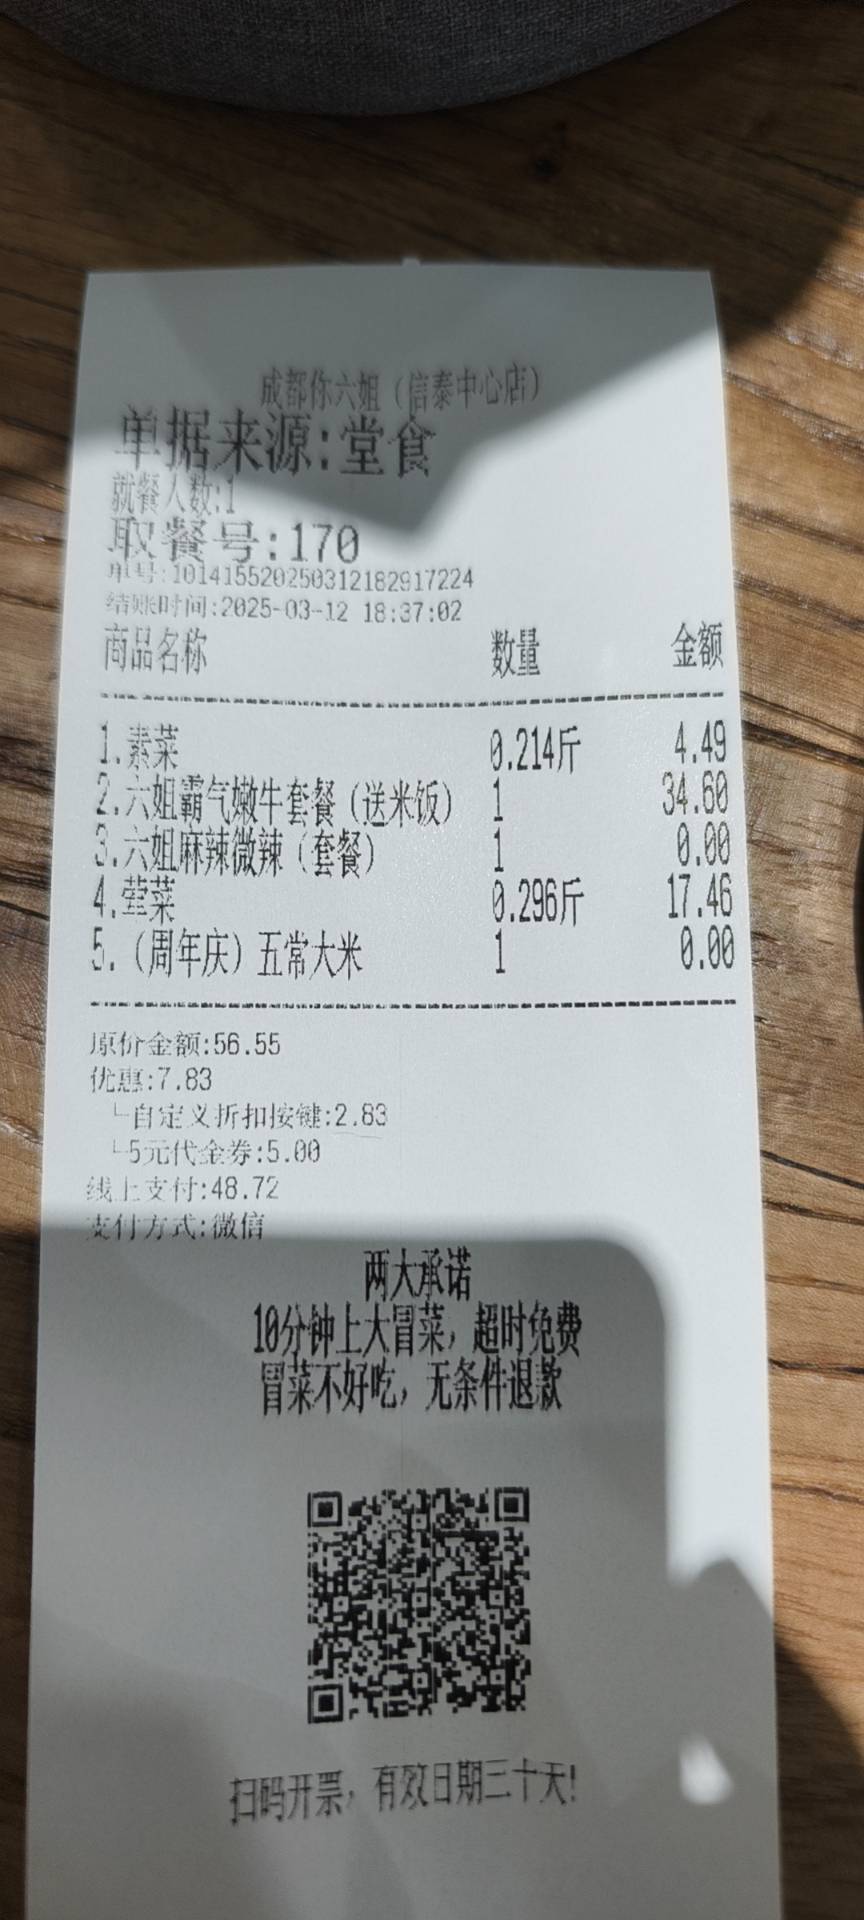 成都你六姐（信泰中心店）
单据来源:堂食
就餐人数:1
取餐号:170
单号:10141552025031218291​7224
结账时间:2025-03-12 18:37:02
商品名称 数量 金额
1.素菜 0.214斤 4.49
2.六姐霸气嫩牛套餐（送米饭） 1 34.60
3.六姐麻辣微辣（套餐） 1 0.00
4.荤菜 0.296斤 17.46
5.（周年庆）五常大米 1 0.00
原价金额:56.55
优惠:7.83
└自定义折扣按键:2.83
└5元代金券:5.00
线上支付:48.72
支付方式:微信
两大承诺
10分钟上大冒菜，超时免费
冒菜不好吃，无条件退款
扫码开票，有效日期三十天!